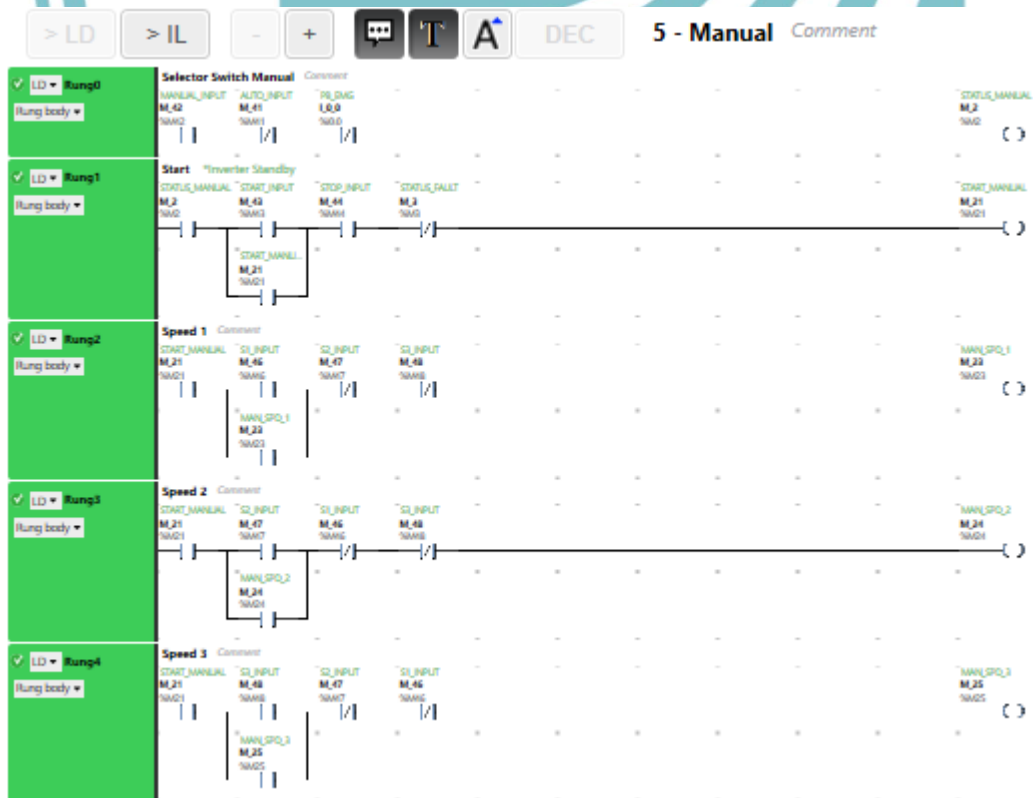 > LD > IL - + T A DEC 5 - Manual Comment
LD Rung0 Selector Switch Manual Comment
Rung body
MANUAL_INPUT AUTO_INPUT PB_EMG STATUS_MANUAL
M_42 M_41 I_0_0 M_2
%M42 %M41 %I0.0 %M2
LD Rung1 Start *Inverter Standby
Rung body
STATUS_MANUAL START_INPUT STOP_INPUT STATUS_FAULT START_MANUAL
M_2 M_43 M_44 M_3 M_21
%M2 %M43 %M44 %M3 %M21
START_MANU...
M_21
%M21
LD Rung2 Speed 1 Comment
Rung body
START_MANUAL S1_INPUT S2_INPUT S3_INPUT MAN_SPD_1
M_21 M_46 M_47 M_48 M_23
%M21 %M46 %M47 %M48 %M23
MAN_SPD_1
M_23
%M23
LD Rung3 Speed 2 Comment
Rung body
START_MANUAL S2_INPUT S1_INPUT S3_INPUT MAN_SPD_2
M_21 M_47 M_46 M_48 M_24
%M21 %M47 %M46 %M48 %M24
MAN_SPD_2
M_24
%M24
LD Rung4 Speed 3 Comment
Rung body
START_MANUAL S3_INPUT S2_INPUT S1_INPUT MAN_SPD_3
M_21 M_48 M_47 M_46 M_25
%M21 %M48 %M47 %M46 %M25
MAN_SPD_3
M_25
%M25